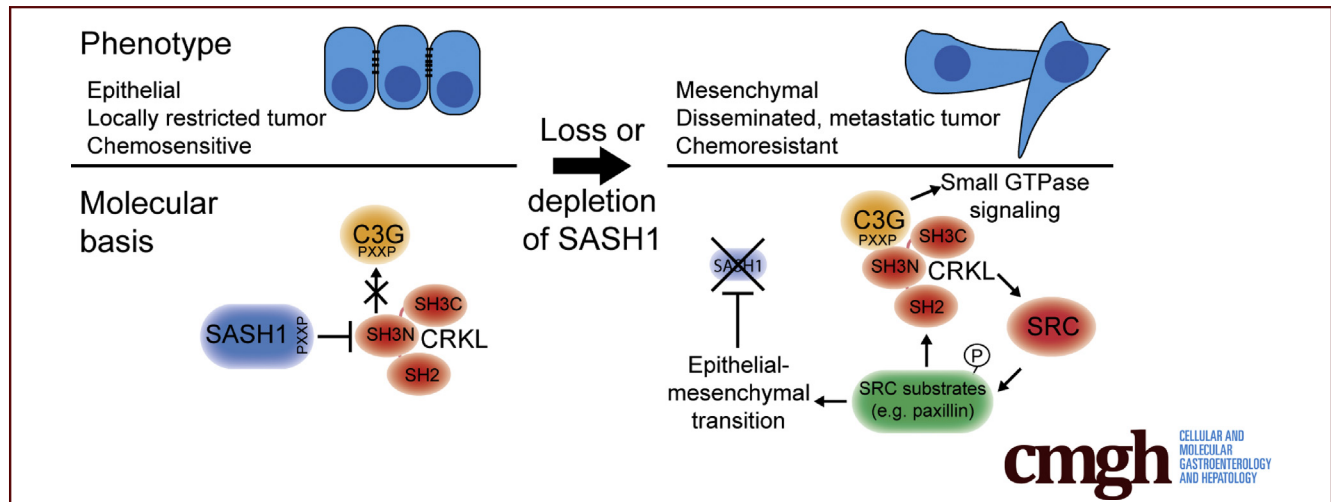 Phenotype
Epithelial
Locally restricted tumor
Chemosensitive
Loss or
depletion
of SASH1
Mesenchymal
Disseminated, metastatic tumor
Chemoresistant
Molecular
basis
C3G
PXXP
SASH1
PXXP
SH3N
SH3C
CRKL
SH2
Small GTPase
signaling
C3G
PXXP
SH3C
SH3N
CRKL
SH2
SASH1
SRC
P
SRC substrates
(e.g. paxillin)
Epithelial-
mesenchymal
transition
cmgh
CELLULAR AND
MOLECULAR
GASTROENTEROLOGY
AND HEPATOLOGY